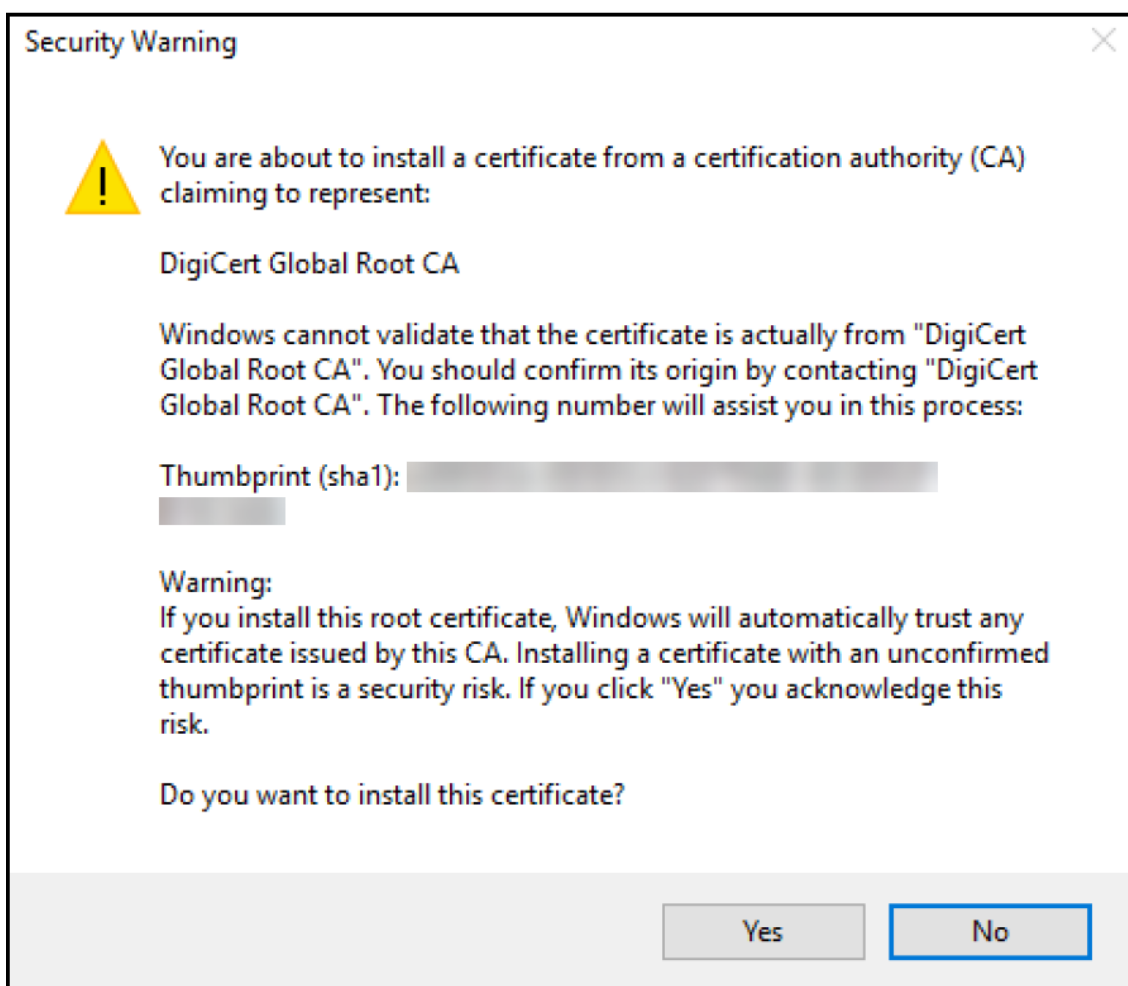 Security Warning
You are about to install a certificate from a certification authority (CA)
claiming to represent:
DigiCert Global Root CA
Windows cannot validate that the certificate is actually from "DigiCert
Global Root CA". You should confirm its origin by contacting "DigiCert
Global Root CA". The following number will assist you in this process:
Thumbprint (sha1):
Warning:
If you install this root certificate, Windows will automatically trust any
certificate issued by this CA. Installing a certificate with an unconfirmed
thumbprint is a security risk. If you click "Yes" you acknowledge this
risk.
Do you want to install this certificate?
Yes
No